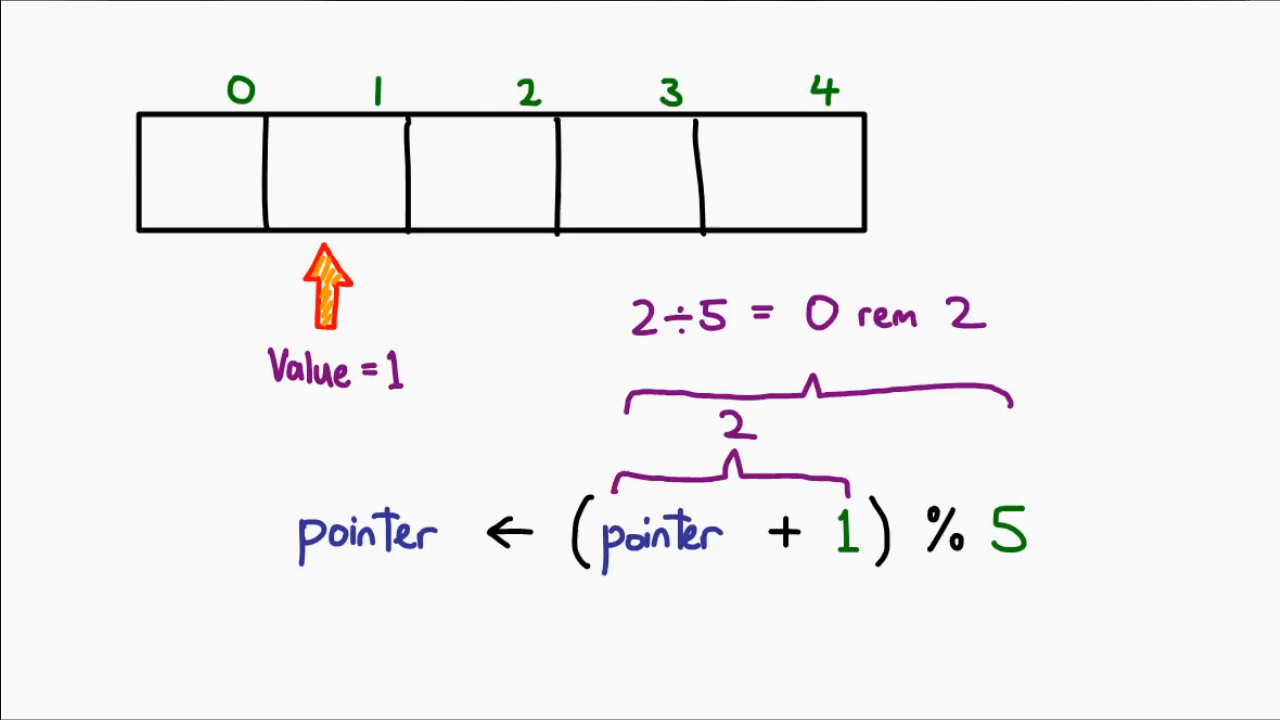 0 1 2 3 4
2÷5 = 0 rem 2
Value = 1
2
pointer ← (pointer + 1) % 5